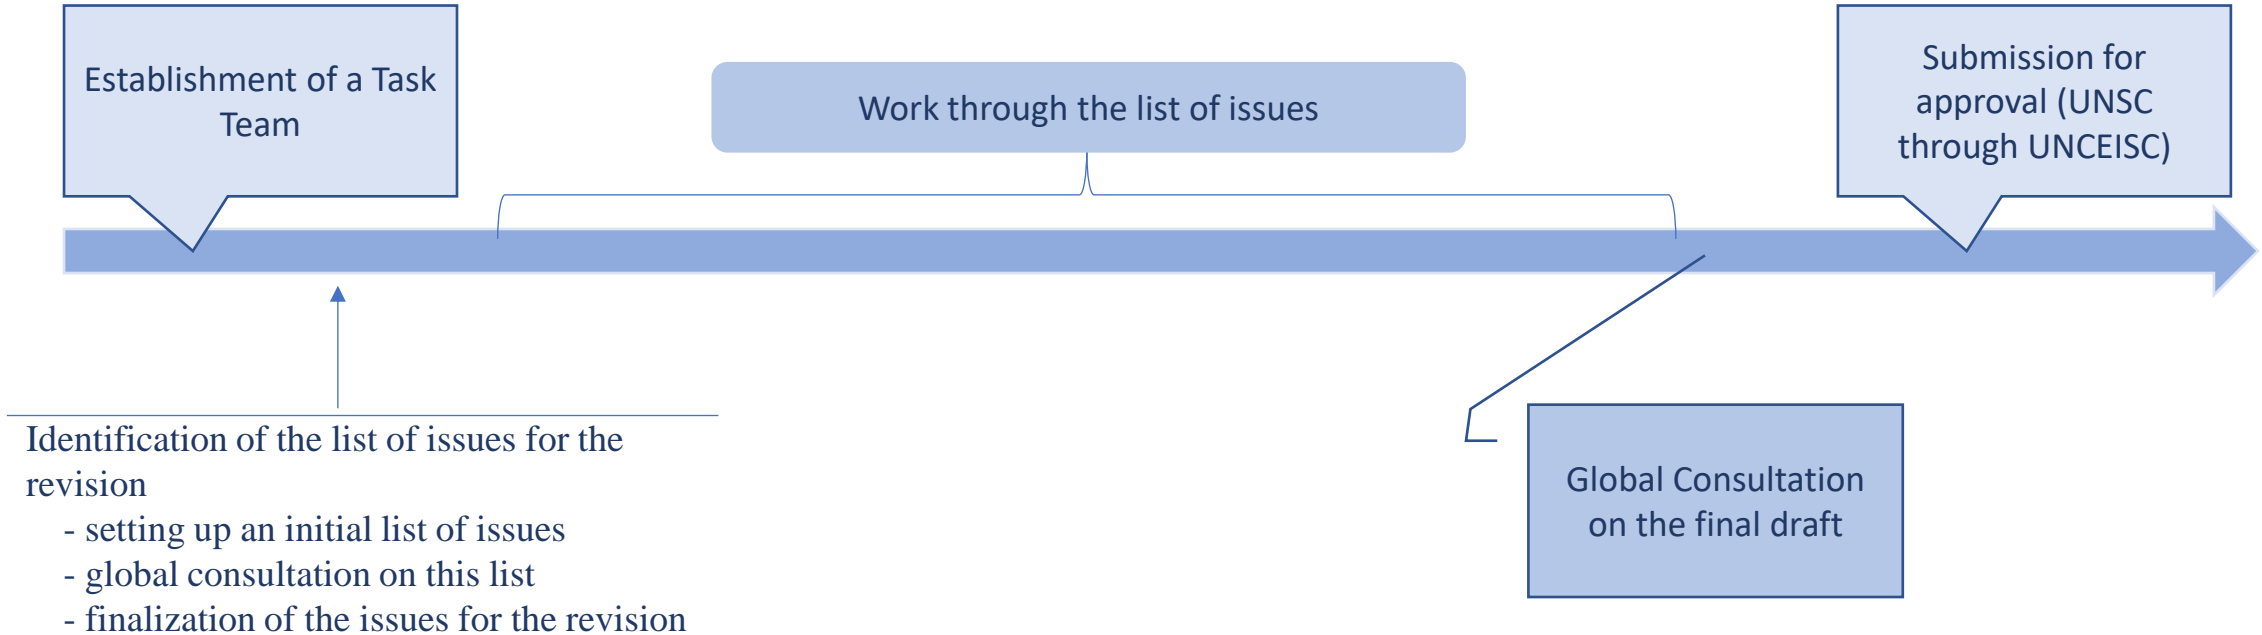 Establishment of a Task
Team
Work through the list of issues
Submission for
approval (UNSC
through UNCEISC)
Identification of the list of issues for the
revision
- setting up an initial list of issues
- global consultation on this list
- finalization of the issues for the revision
Global Consultation
on the final draft